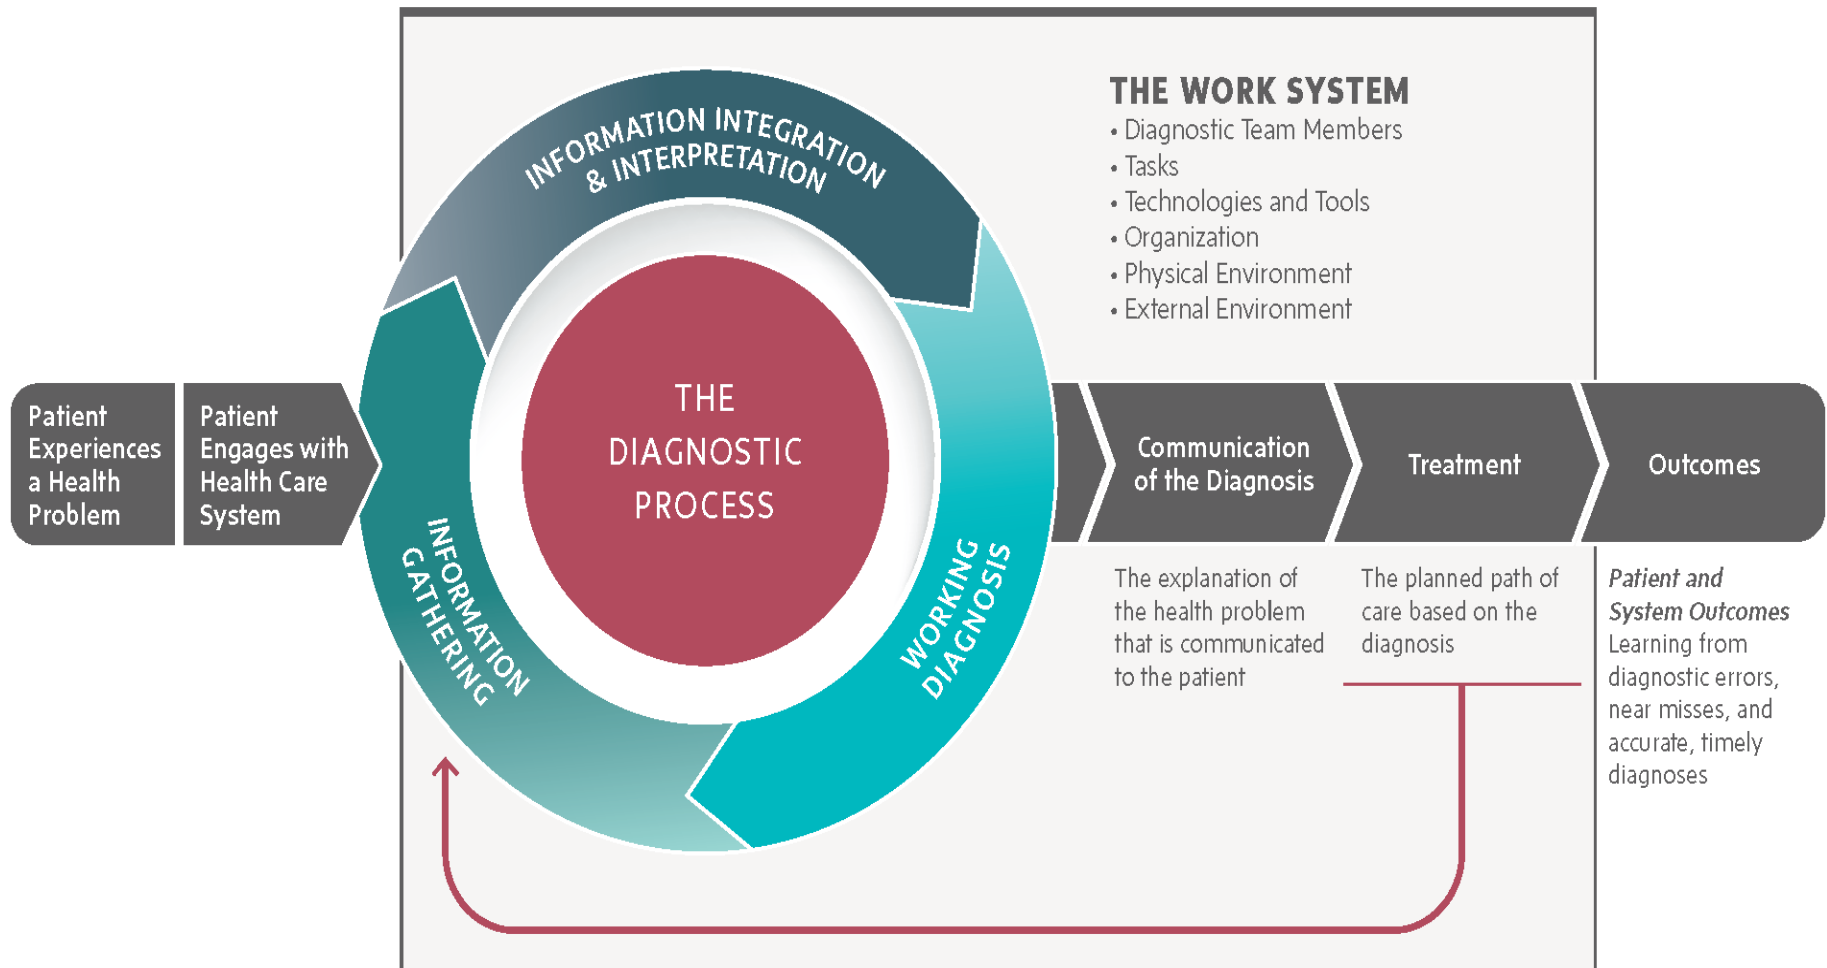 THE WORK SYSTEM
• Diagnostic Team Members
• Tasks
• Technologies and Tools
• Organization
• Physical Environment
• External Environment
INFORMATION INTEGRATION
& INTERPRETATION
Patient
Experiences
a Health
Problem
Patient
Engages with
Health Care
System
INFORMATION
GATHERING
THE
DIAGNOSTIC
PROCESS
WORKING
DIAGNOSIS
Communication
of the Diagnosis
Treatment
Outcomes
The explanation of
the health problem
that is communicated
to the patient
The planned path of
care based on the
diagnosis
Patient and
System Outcomes
Learning from
diagnostic errors,
near misses, and
accurate, timely
diagnoses